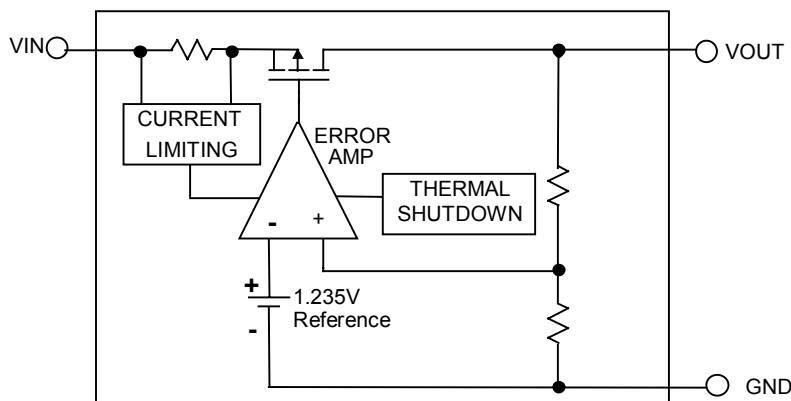 VIN
VOUT
CURRENT
LIMITING
ERROR
AMP
THERMAL
SHUTDOWN
- +
+
1.235V
Reference
-
GND